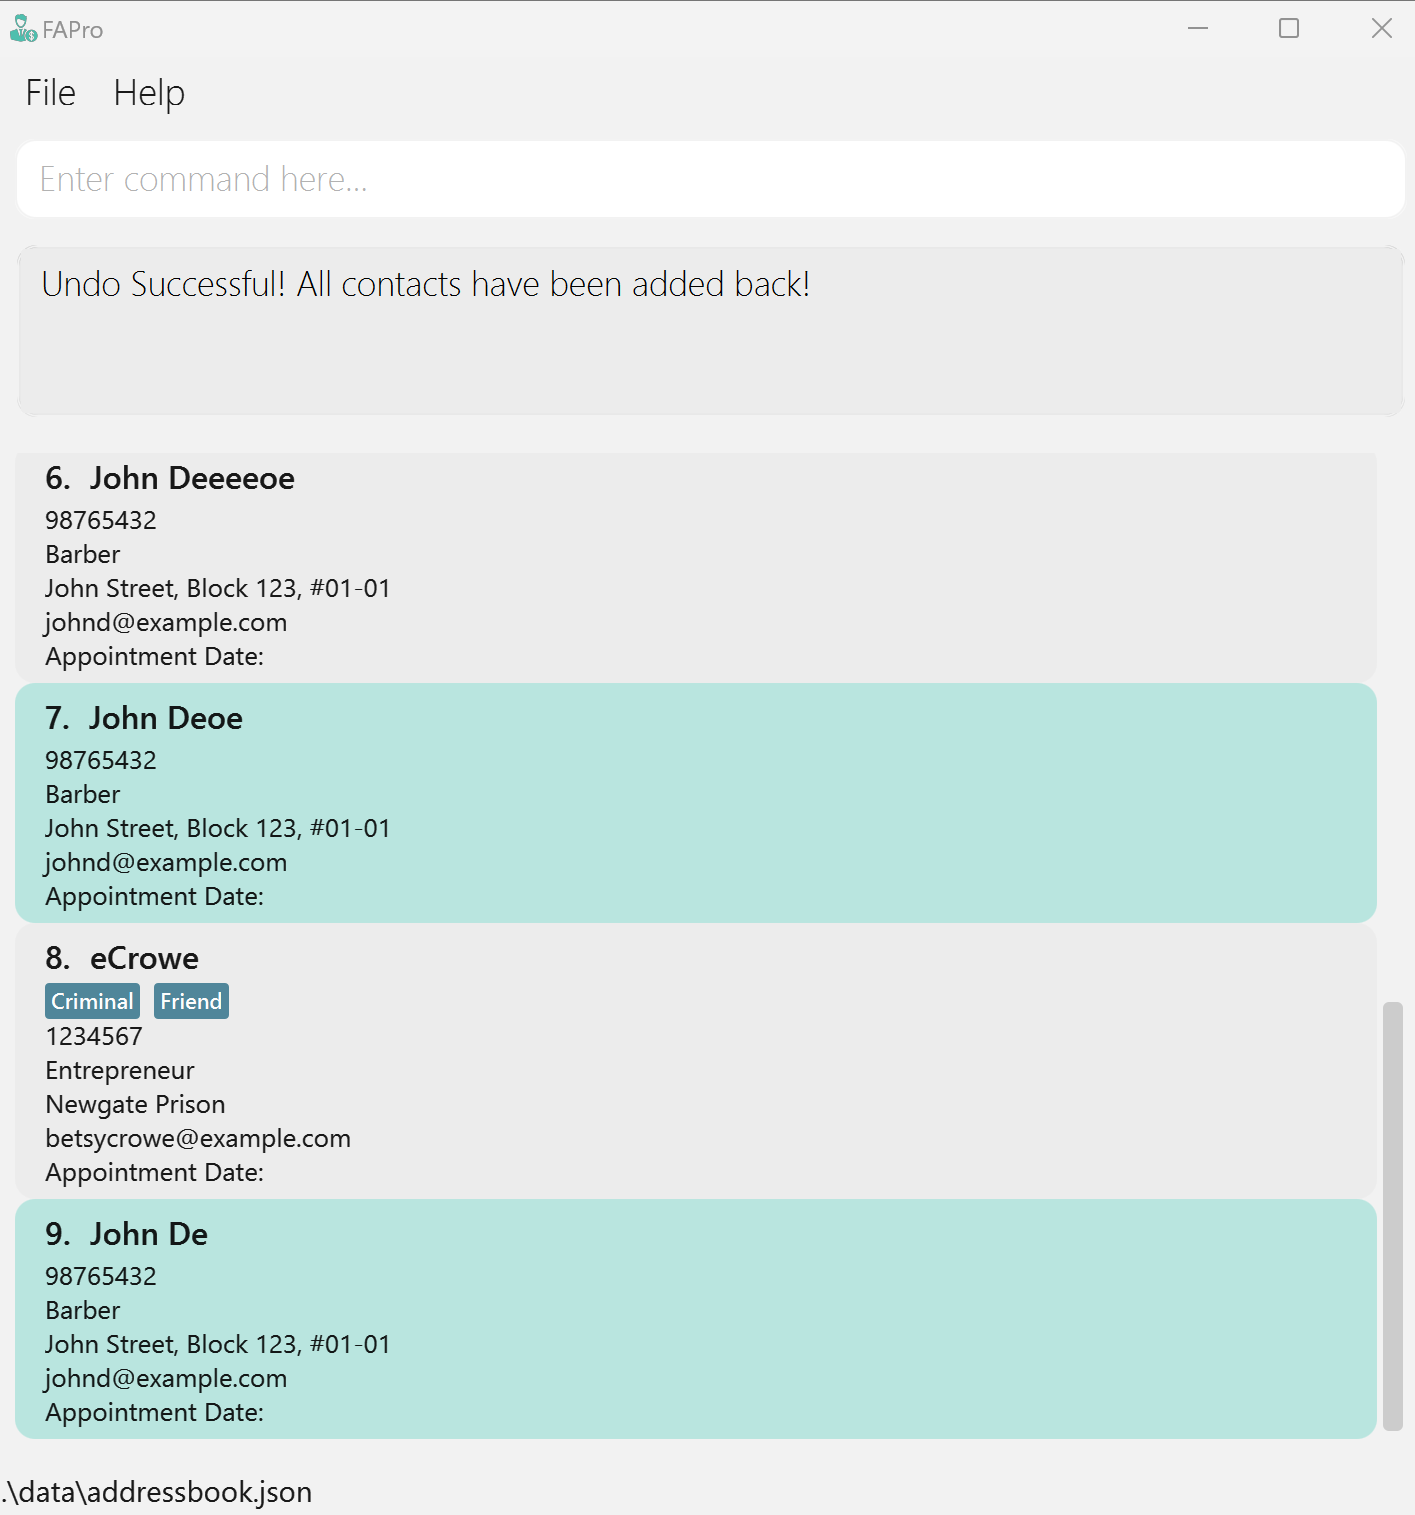 FAPro
File Help
Enter command here...
Undo Successful! All contacts have been added back!
6. John Deeeeoe
98765432
Barber
John Street, Block 123, #01-01
johnd@example.com
Appointment Date:
7. John Deoe
98765432
Barber
John Street, Block 123, #01-01
johnd@example.com
Appointment Date:
8. eCrowe
Criminal Friend
1234567
Entrepreneur
Newgate Prison
betsycrowe@example.com
Appointment Date:
9. John De
98765432
Barber
John Street, Block 123, #01-01
johnd@example.com
Appointment Date:
.\data\addressbook.json